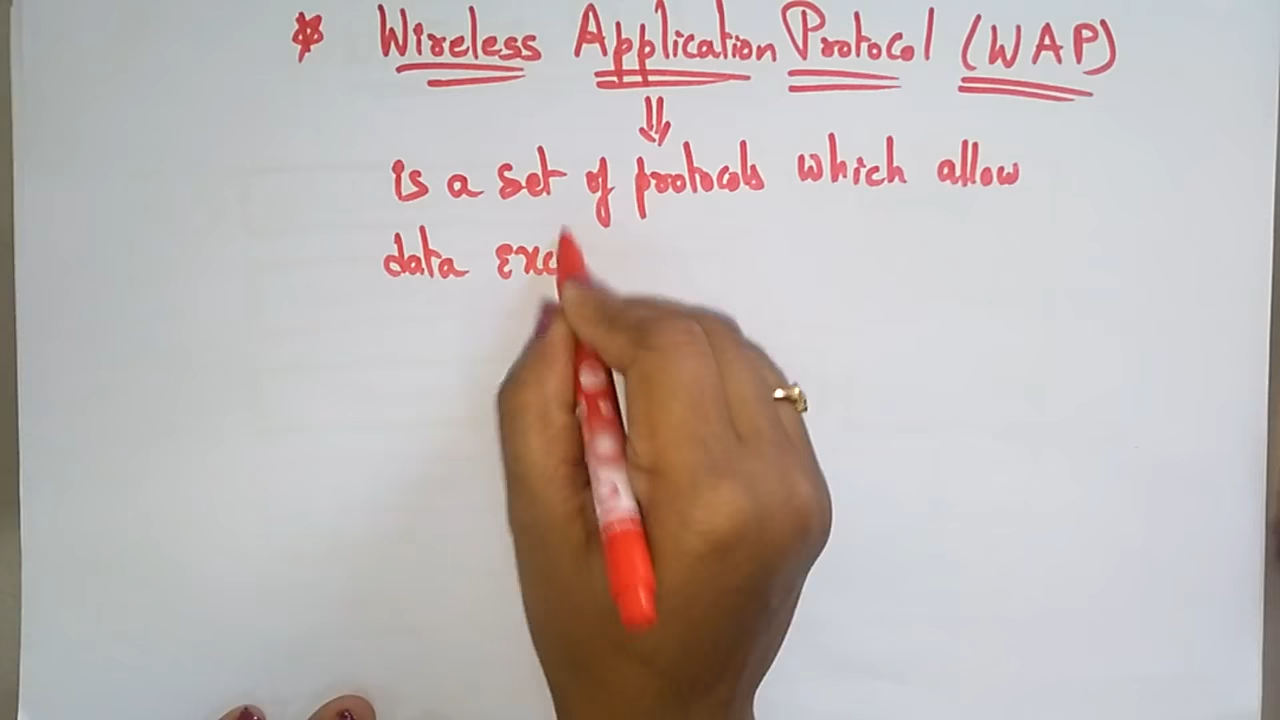 * Wireless Application Protocol (WAP)
⇓
is a set of protocols which allow
data exc